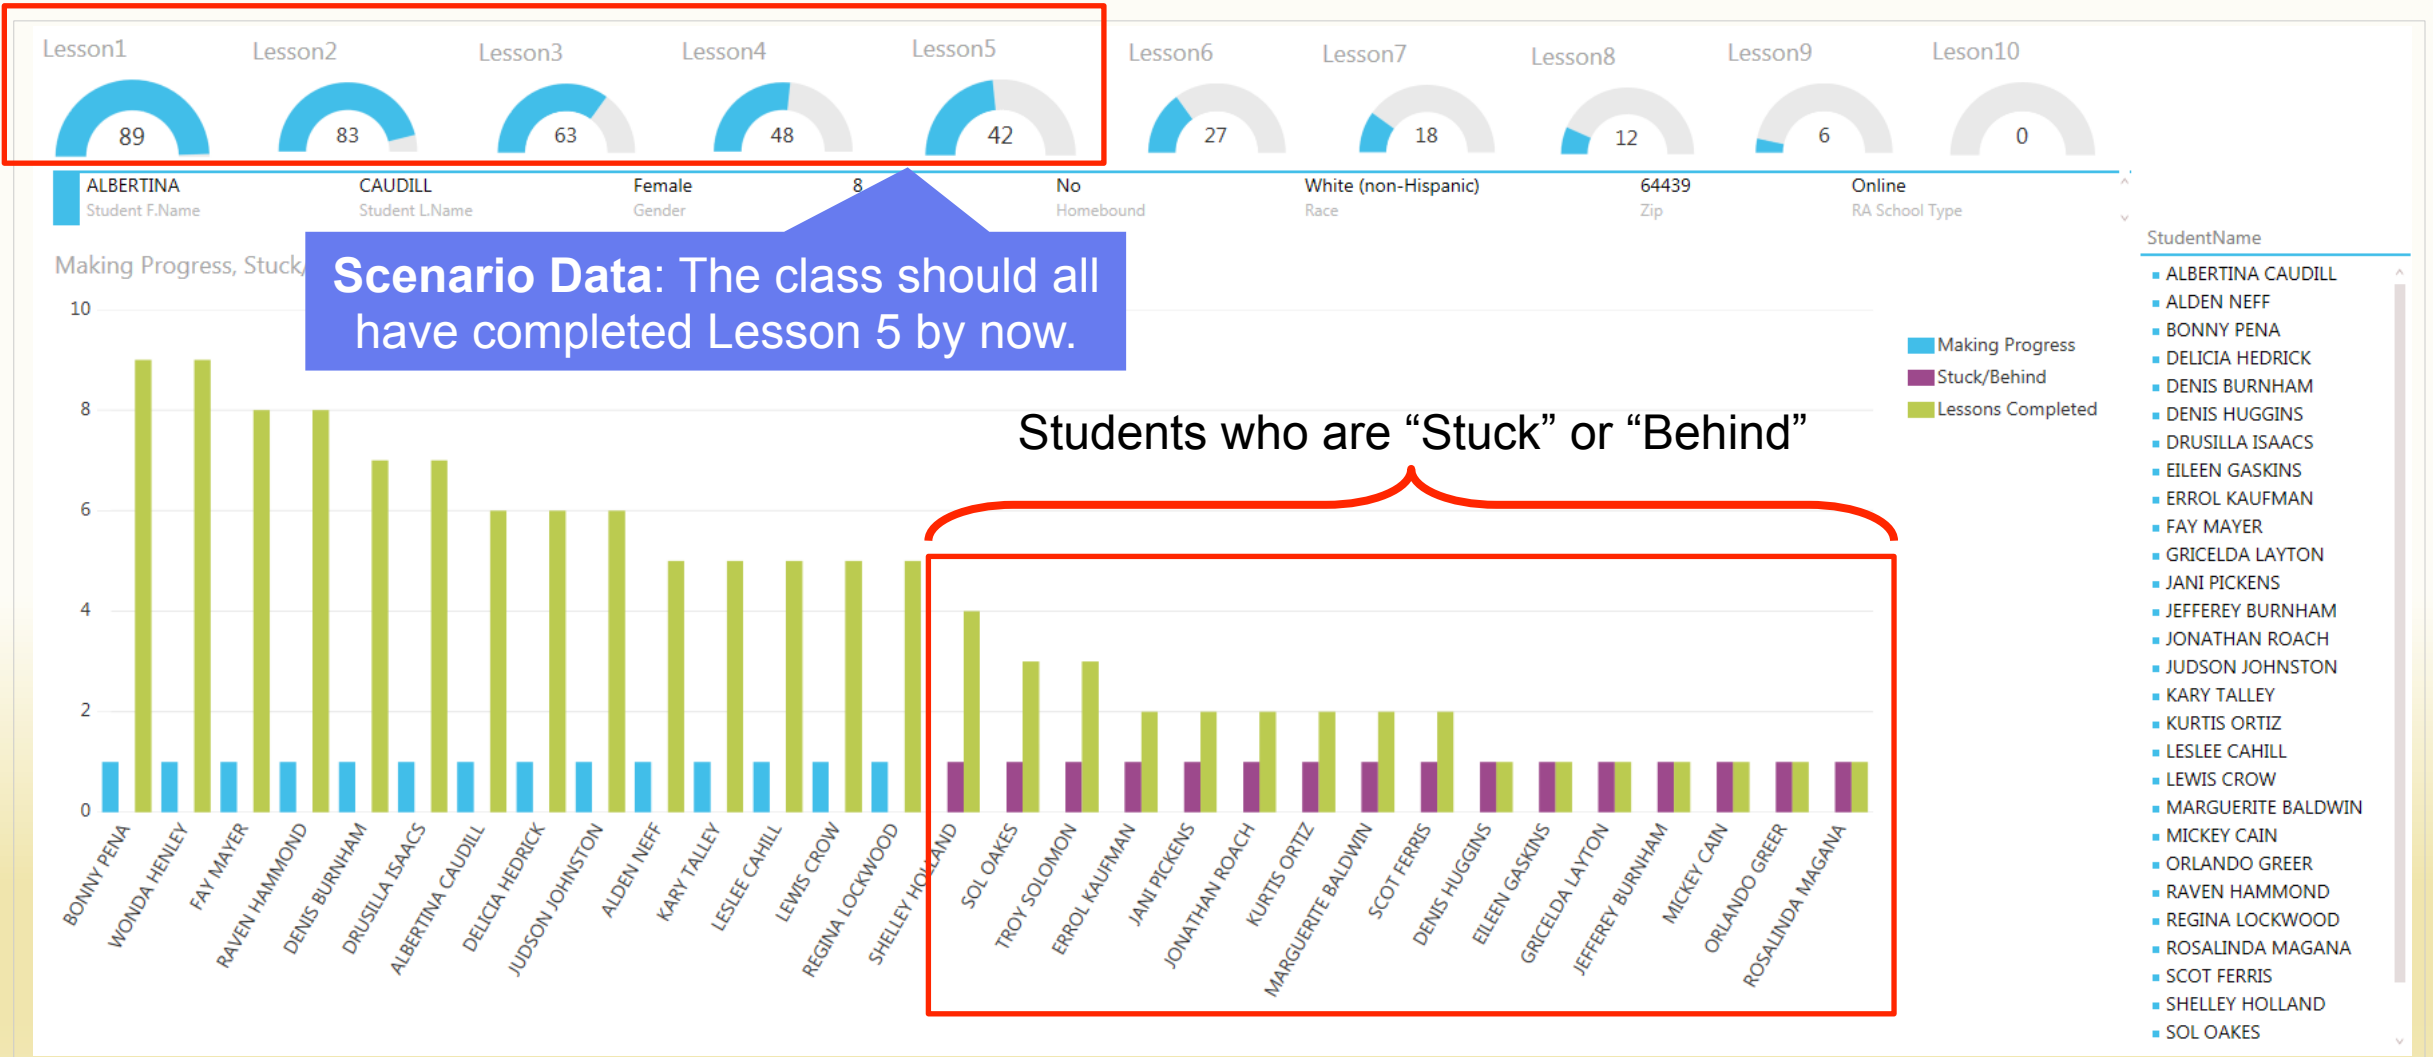 Lesson1 Lesson2 Lesson3 Lesson4 Lesson5 Lesson6 Lesson7 Lesson8 Lesson9 Leson10
89 83 63 48 42 27 18 12 6 0
ALBERTINA CAUDILL Female 8 No White (non-Hispanic) 64439 Online
Student F.Name Student L.Name Gender Homebound Race Zip RA School Type
Scenario Data: The class should all
have completed Lesson 5 by now.
Making Progress, Stuck/
10
8
6
4
2
0
Making Progress
Stuck/Behind
Lessons Completed
Students who are “Stuck” or “Behind”
BONNY PENA
WONDA HENLEY
FAY MAYER
RAVEN HAMMOND
DENIS BURNHAM
DRUSILLA ISAACS
ALBERTINA CAUDILL
DELICIA HEDRICK
JUDSON JOHNSTON
ALDEN NEFF
KARY TALLEY
LESLEE CAHILL
LEWIS CROW
REGINA LOCKWOOD
SHELLEY HOLLAND
SOL OAKES
TROY SOLOMON
ERROL KAUFMAN
JANI PICKENS
JONATHAN ROACH
KURTIS ORTIZ
MARGUERITE BALDWIN
SCOT FERRIS
DENIS HUGGINS
EILEEN GASKINS
GRICELDA LAYTON
JEFFEREY BURNHAM
MICKEY CAIN
ORLANDO GREER
ROSALINDA MAGANA
StudentName
ALBERTINA CAUDILL
ALDEN NEFF
BONNY PENA
DELICIA HEDRICK
DENIS BURNHAM
DENIS HUGGINS
DRUSILLA ISAACS
EILEEN GASKINS
ERROL KAUFMAN
FAY MAYER
GRICELDA LAYTON
JANI PICKENS
JEFFEREY BURNHAM
JONATHAN ROACH
JUDSON JOHNSTON
KARY TALLEY
KURTIS ORTIZ
LESLEE CAHILL
LEWIS CROW
MARGUERITE BALDWIN
MICKEY CAIN
ORLANDO GREER
RAVEN HAMMOND
REGINA LOCKWOOD
ROSALINDA MAGANA
SCOT FERRIS
SHELLEY HOLLAND
SOL OAKES